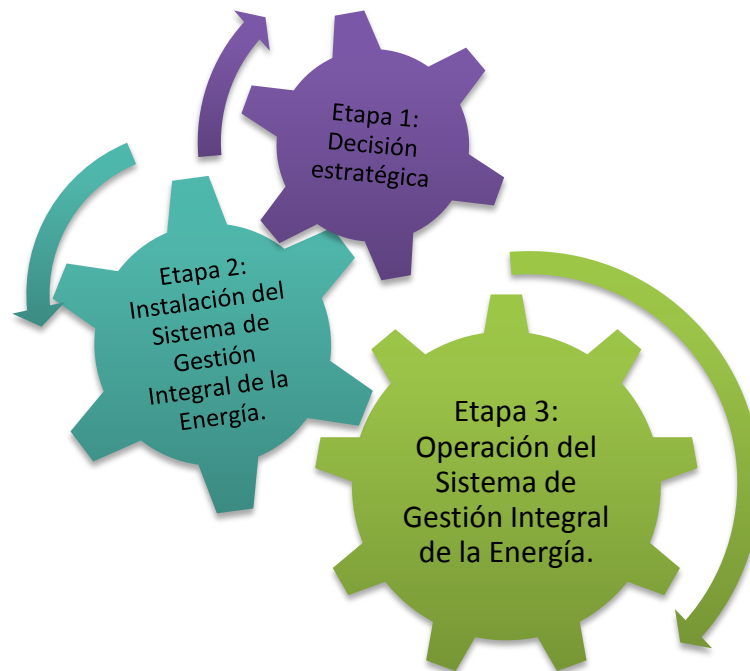 Etapa 1:
Decisión
estratégica
Etapa 2:
Instalación del
Sistema de
Gestión
Integral de la
Energía.
Etapa 3:
Operación del
Sistema de
Gestión Integral
de la Energía.